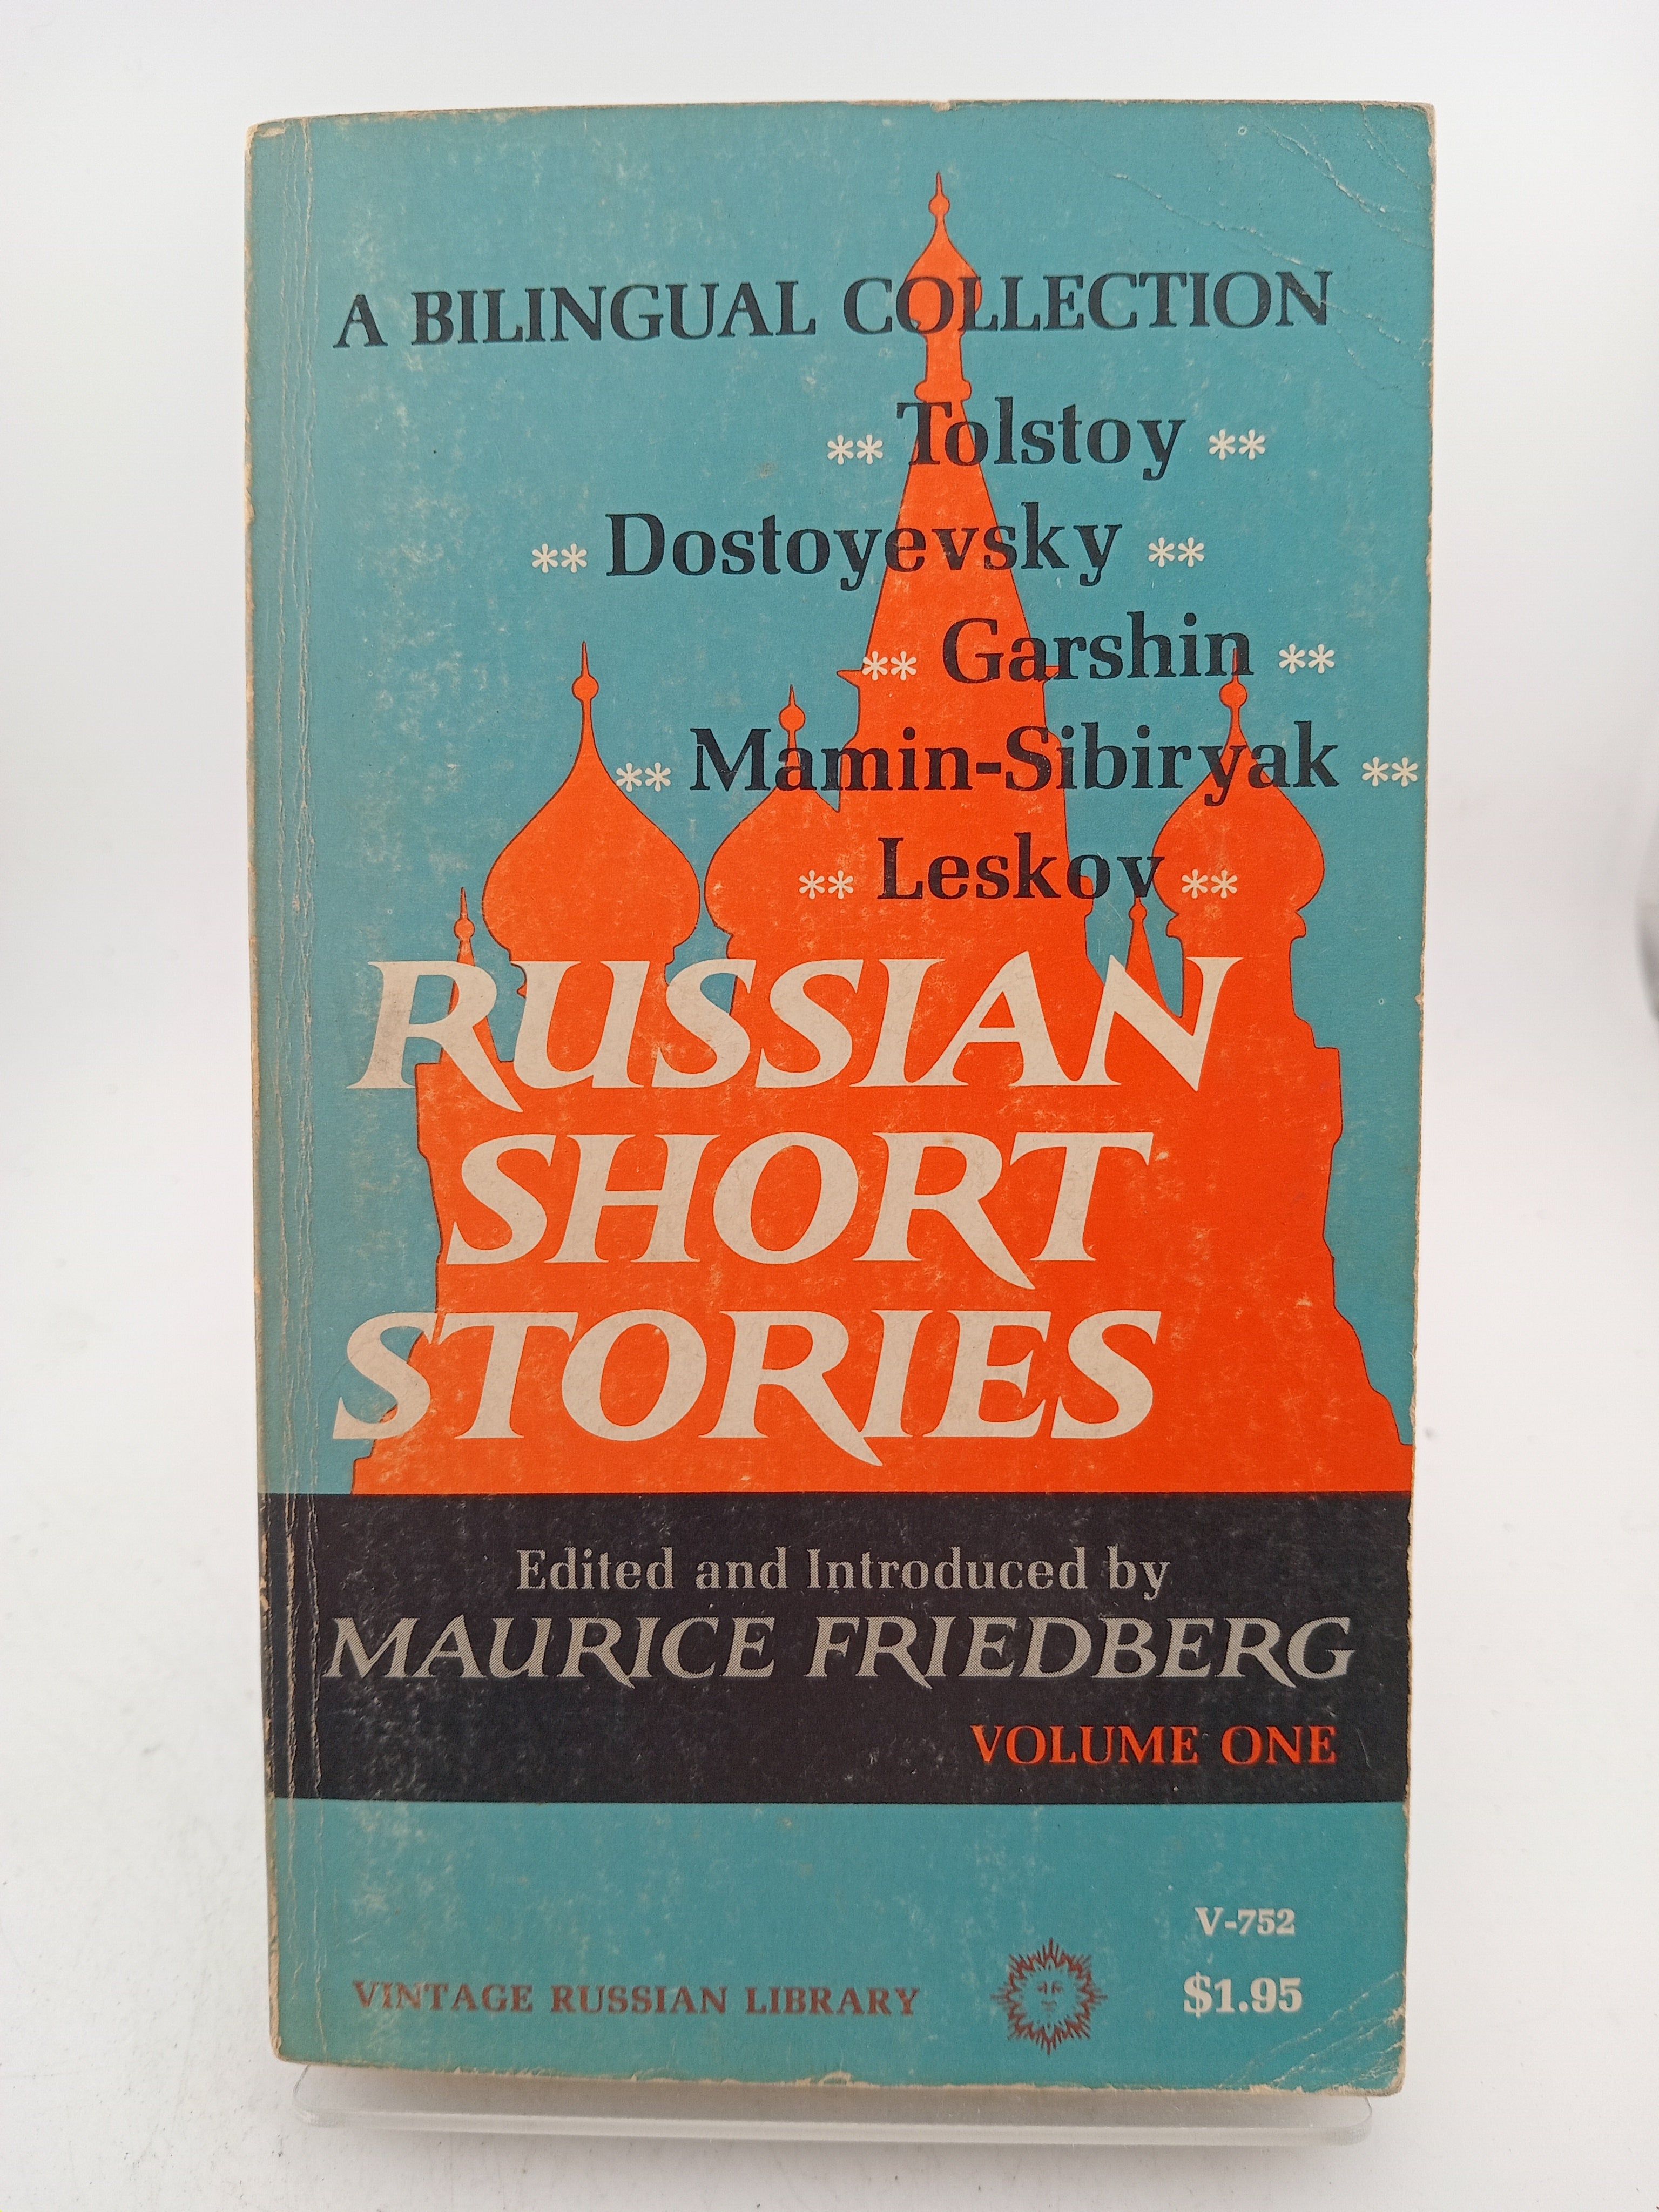 A BILINGUAL COLLECTION
** Tolstoy **
** Dostoyevsky **
** Garshin **
** Mamin-Sibiryak **
** Leskov **
RUSSIAN
SHORT
STORIES
Edited and Introduced by
MAURICE FRIEDBERG
VOLUME ONE
V-752
VINTAGE RUSSIAN LIBRARY
$1.95